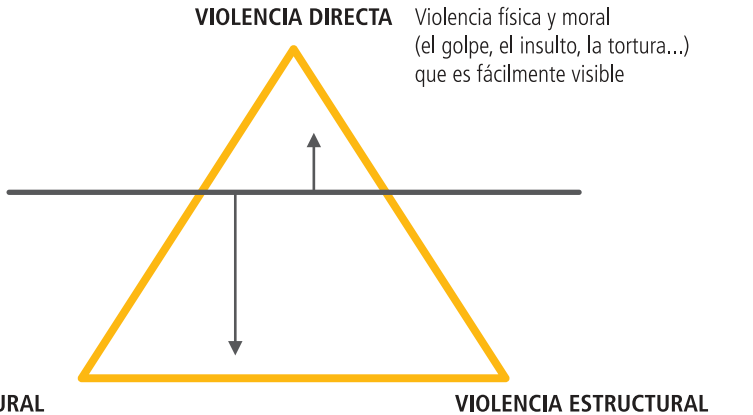 VIOLENCIA DIRECTA
Violencia física y moral
(el golpe, el insulto, la tortura...)
que es fácilmente visible
URAL
VIOLENCIA ESTRUCTURAL